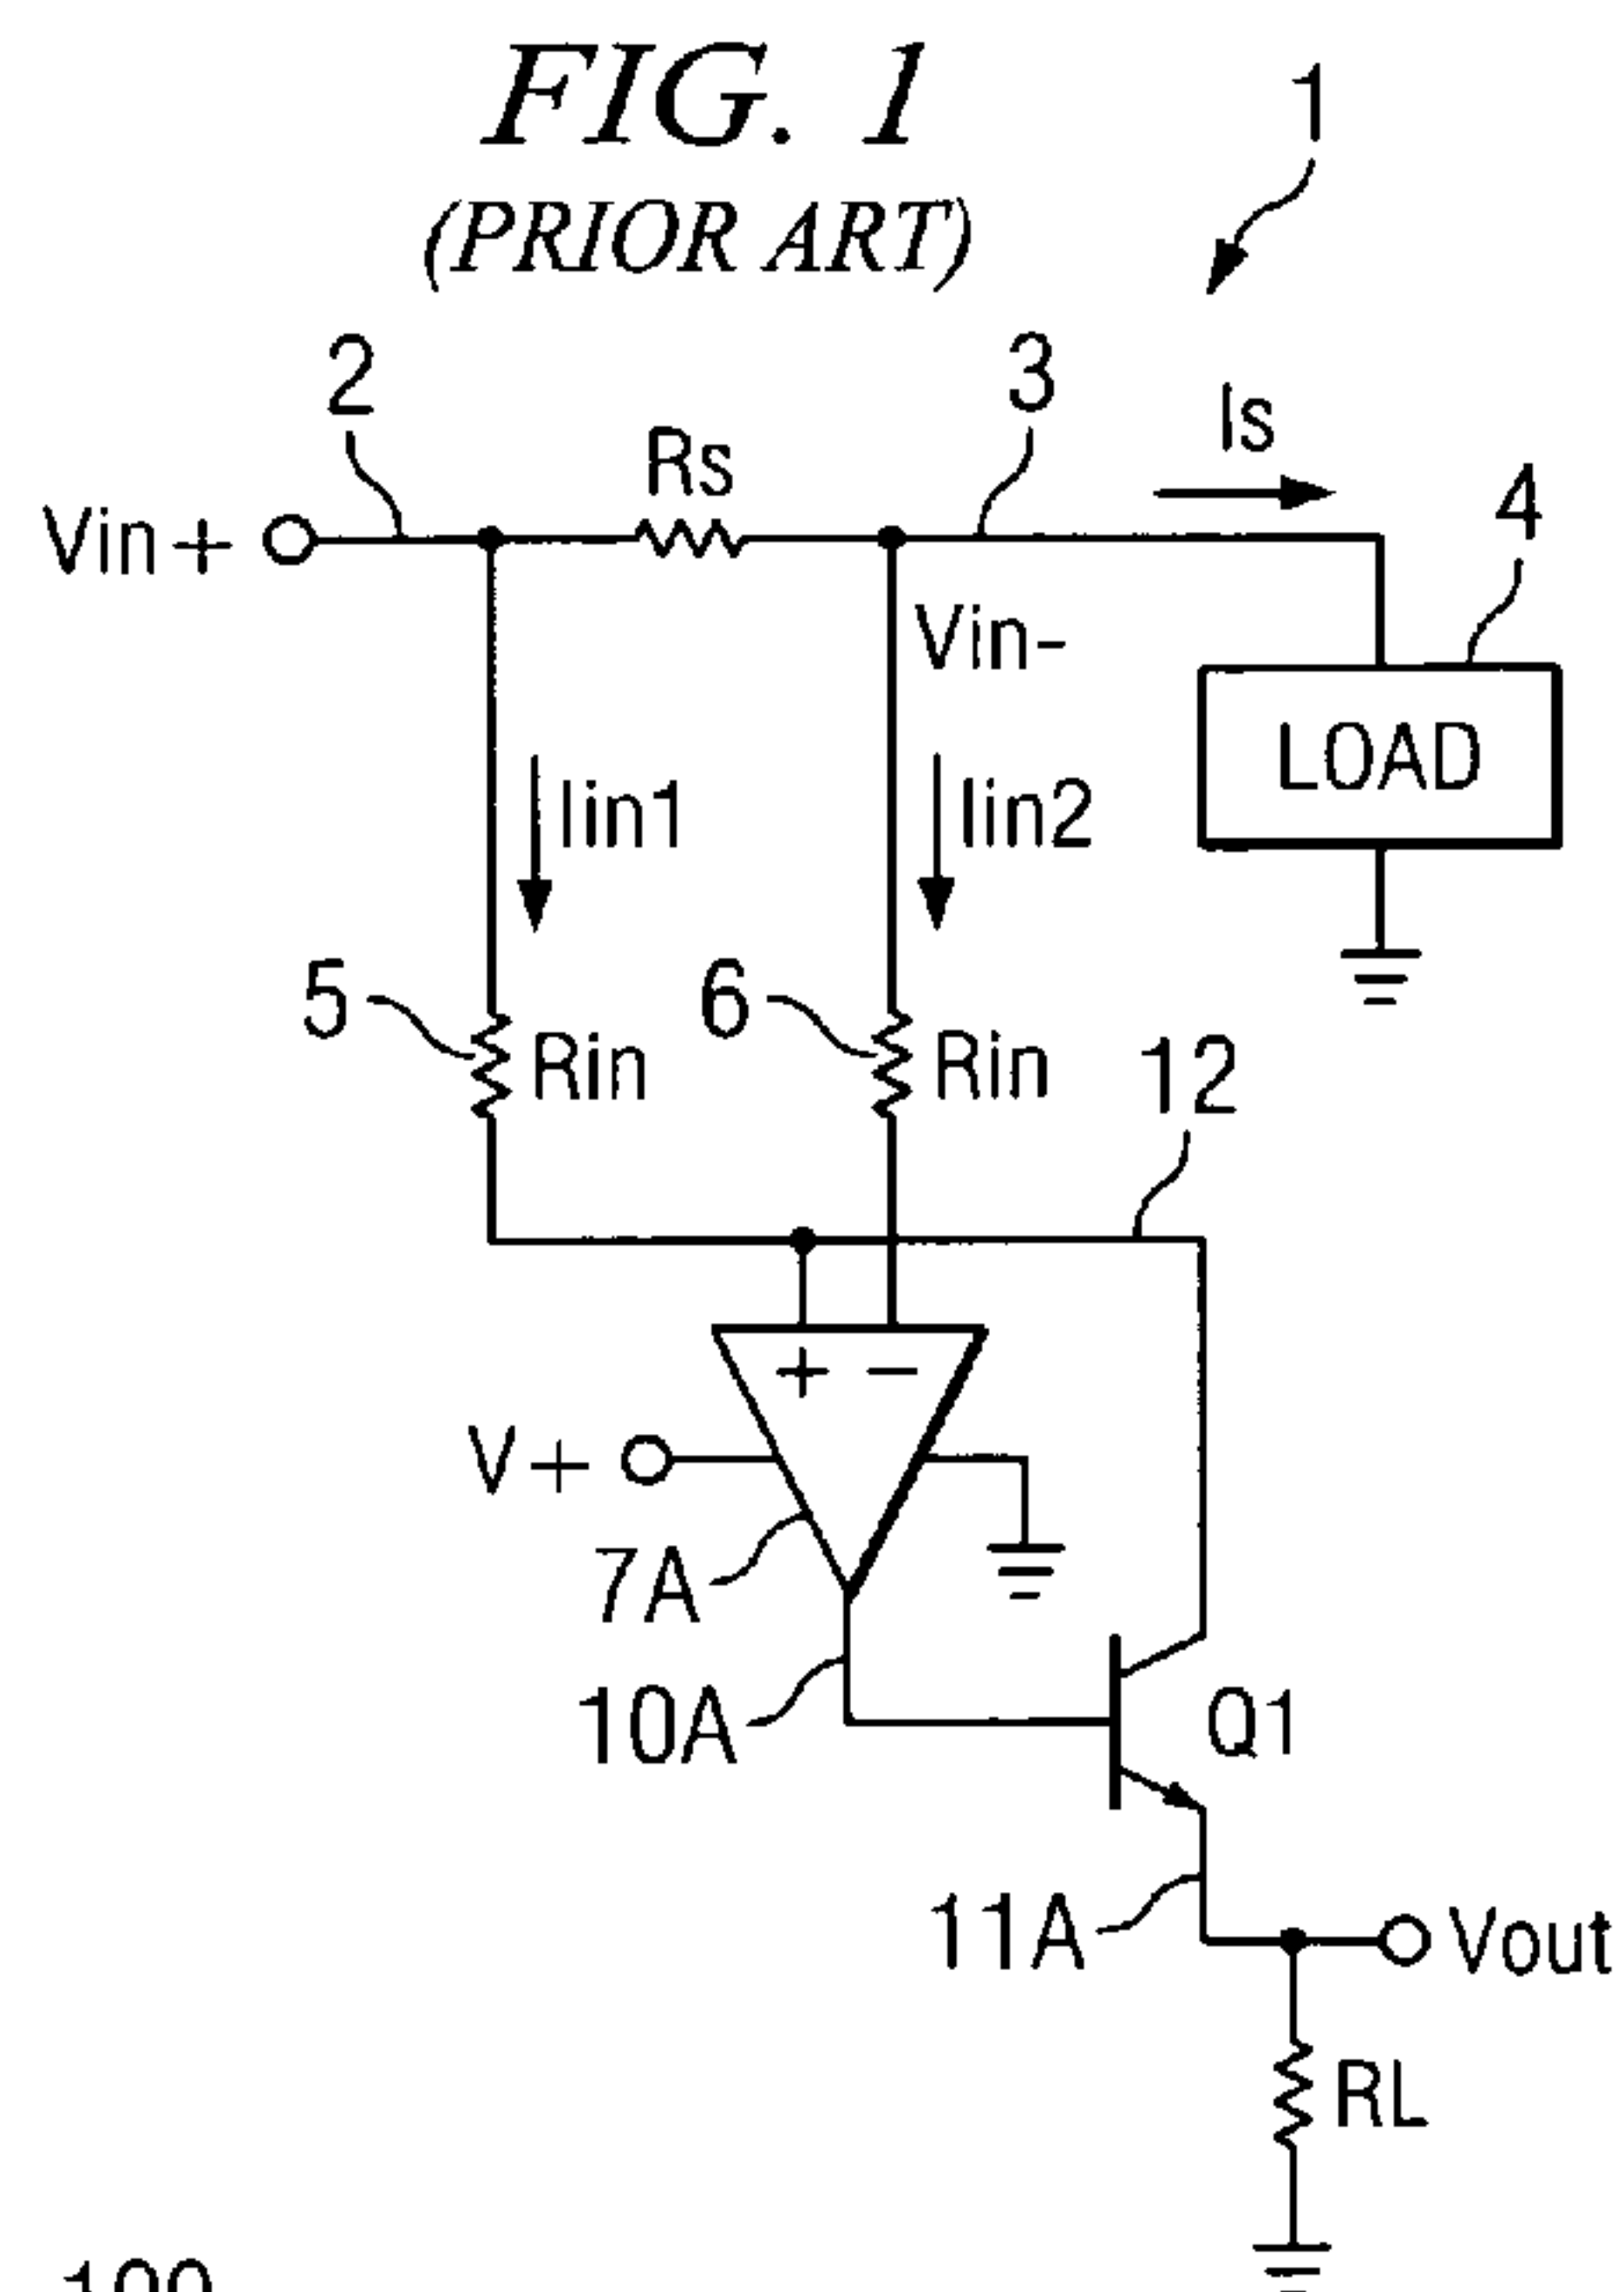 FIG. 1
(PRIOR ART)
1
2
3
Is
Rs
4
Vin+
Vin-
LOAD
Iin1
Iin2
5
6
Rin
Rin
12
+ −
V+
7A
10A
Q1
11A
Vout
RL
100